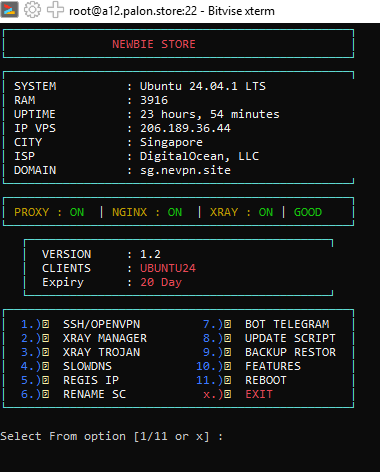 root@a12.palon.store:22 - Bitvise xterm
NEWBIE STORE
SYSTEM : Ubuntu 24.04.1 LTS
RAM : 3916
UPTIME : 23 hours, 54 minutes
IP VPS : 206.189.36.44
CITY : Singapore
ISP : DigitalOcean, LLC
DOMAIN : sg.nevpn.site
PROXY : ON | NGINX : ON | XRAY : ON | GOOD
VERSION : 1.2
CLIENTS : UBUNTU24
Expiry : 20 Day
1.) SSH/OPENVPN 7.) BOT TELEGRAM
2.) XRAY MANAGER 8.) UPDATE SCRIPT
3.) XRAY TROJAN 9.) BACKUP RESTOR
4.) SLOWDNS 10.) FEATURES
5.) REGIS IP 11.) REBOOT
6.) RENAME SC x.) EXIT
Select From option [1/11 or x] :